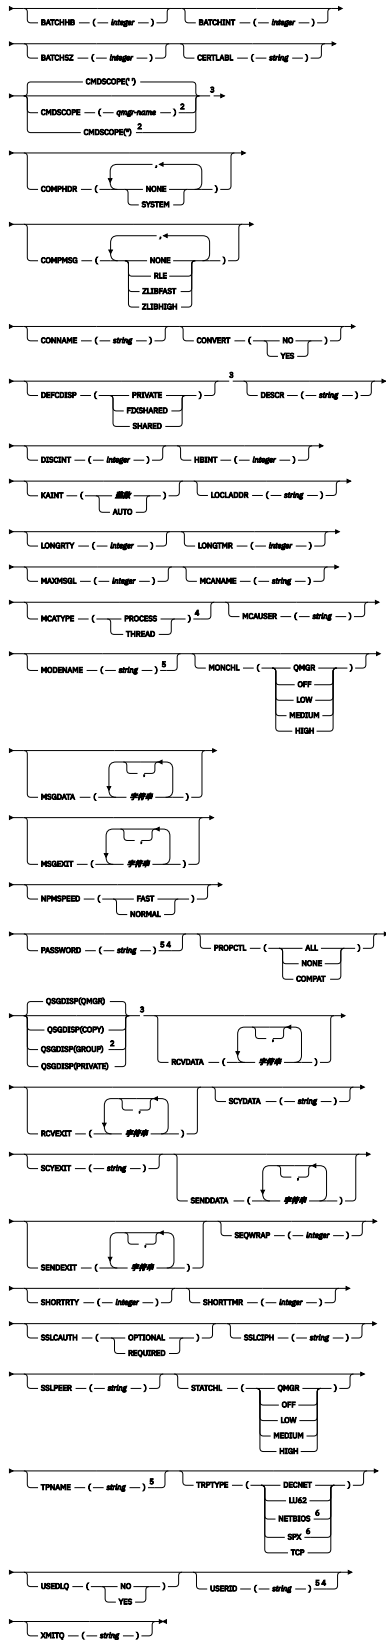 BATCHHB — ( — integer — ) BATCHINT — ( — integer — )
BATCHSZ — ( — integer — ) CERTLABL — ( — string — )
CMDSCOPE(' ') 3
CMDSCOPE — ( — qmgr-name — ) 2
CMDSCOPE(*) 2
,
COMPHDR — ( NONE )
SYSTEM
,
COMPMSG — ( NONE )
RLE
ZLIBFAST
ZLIBHIGH
CONNAME — ( — string — ) CONVERT — ( NO )
YES
DEFCDISP — ( PRIVATE ) 3 DESCR — ( — string — )
FIXSHARED
SHARED
DISCINT — ( — integer — ) HBINT — ( — integer — )
KAINT — ( 整数 ) LOCLADDR — ( — string — )
AUTO
LONGRTY — ( — integer — ) LONGTMR — ( — integer — )
MAXMSGL — ( — integer — ) MCANAME — ( — string — )
MCATYPE — ( PROCESS ) 4 MCAUSER — ( — string — )
THREAD
MODENAME — ( — string — ) 5 MONCHL — ( QMGR )
OFF
LOW
MEDIUM
HIGH
,
MSGDATA — ( 字符串 )
,
MSGEXIT — ( 字符串 )
NPMSPEED — ( FAST )
NORMAL
PASSWORD — ( — string — ) 5 4 PROPCTL — ( ALL )
NONE
COMPAT
QSGDISP(QMGR) 3
QSGDISP(COPY) ,
QSGDISP(GROUP) 2 RCVDATA — ( 字符串 )
QSGDISP(PRIVATE)
, SCYDATA — ( — string — )
RCVEXIT — ( 字符串 )
SCYEXIT — ( — string — ) ,
SENDDATA — ( 字符串 )
, SEQWRAP — ( — integer — )
SENDEXIT — ( 字符串 )
SHORTRTY — ( — integer — ) SHORTTMR — ( — integer — )
SSLCAUTH — ( OPTIONAL ) SSLCIPH — ( — string — )
REQUIRED
SSLPEER — ( — string — ) STATCHL — ( QMGR )
OFF
LOW
MEDIUM
HIGH
TPNAME — ( — string — ) 5 TRPTYPE — ( DECNET )
LU62
NETBIOS 6
SPX 6
TCP
USEDLQ — ( NO ) USERID — ( — string — ) 5 4
YES
XMITQ — ( — string — )